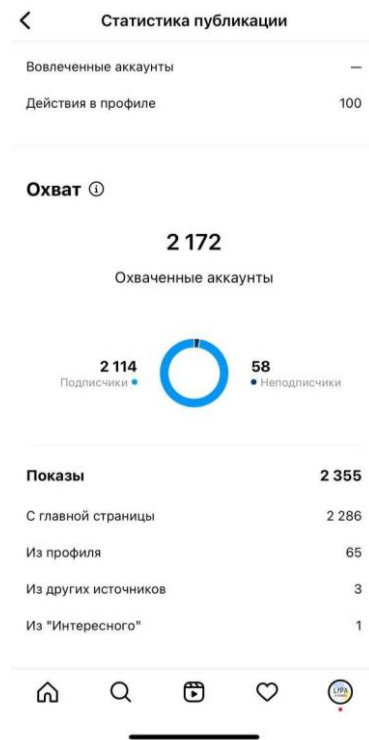 Статистика публикации
Вовлеченные аккаунты —
Действия в профиле 100
Охват
2 172
Охваченные аккаунты
2 114 58
Подписчики Неподписчики
Показы 2 355
С главной страницы 2 286
Из профиля 65
Из других источников 3
Из "Интересного" 1